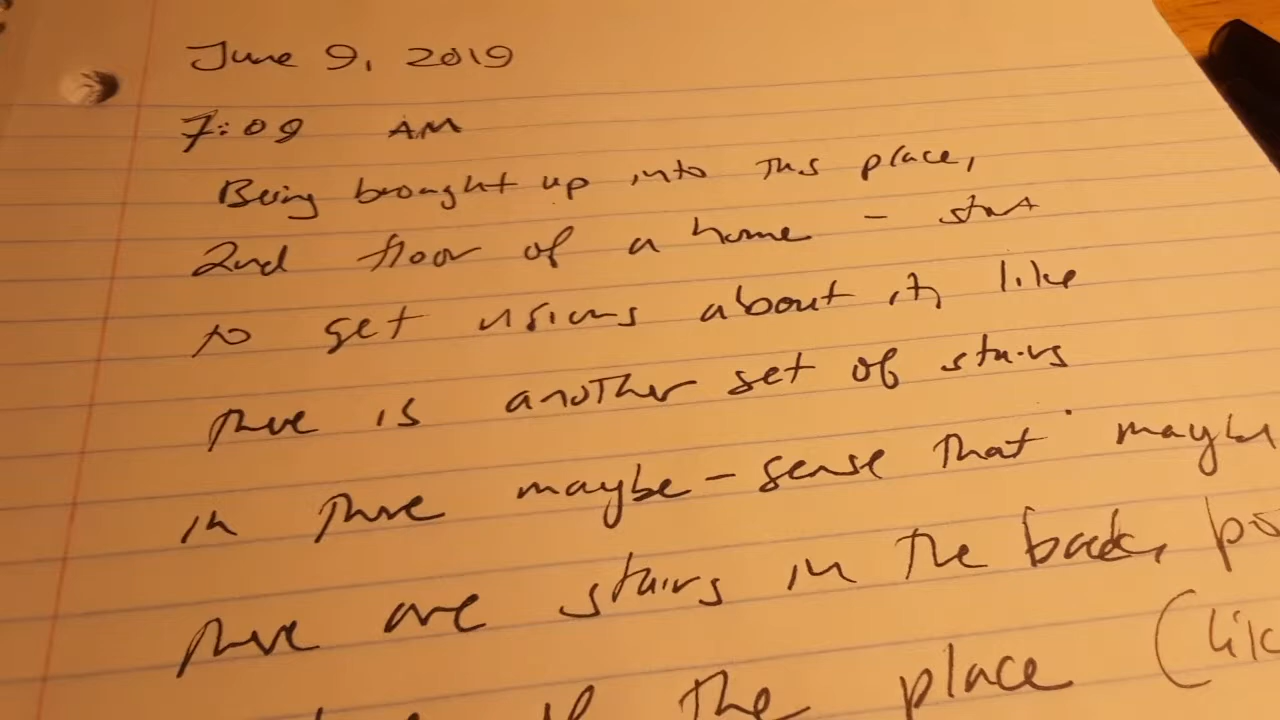 June 9, 2019
7:09 AM
Being brought up into this place,
2nd floor of a home - start
to get visions about it, like
there is another set of stairs
in there maybe - sense that maybe
there are stairs in the back,
the place